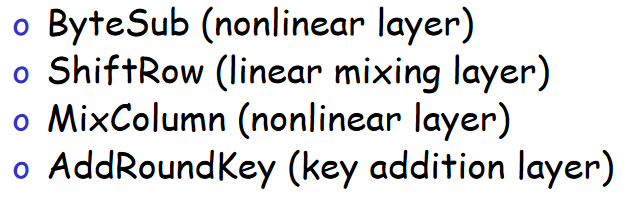 o ByteSub (nonlinear layer)
o ShiftRow (linear mixing layer)
o MixColumn (nonlinear layer)
o AddRoundKey (key addition layer)